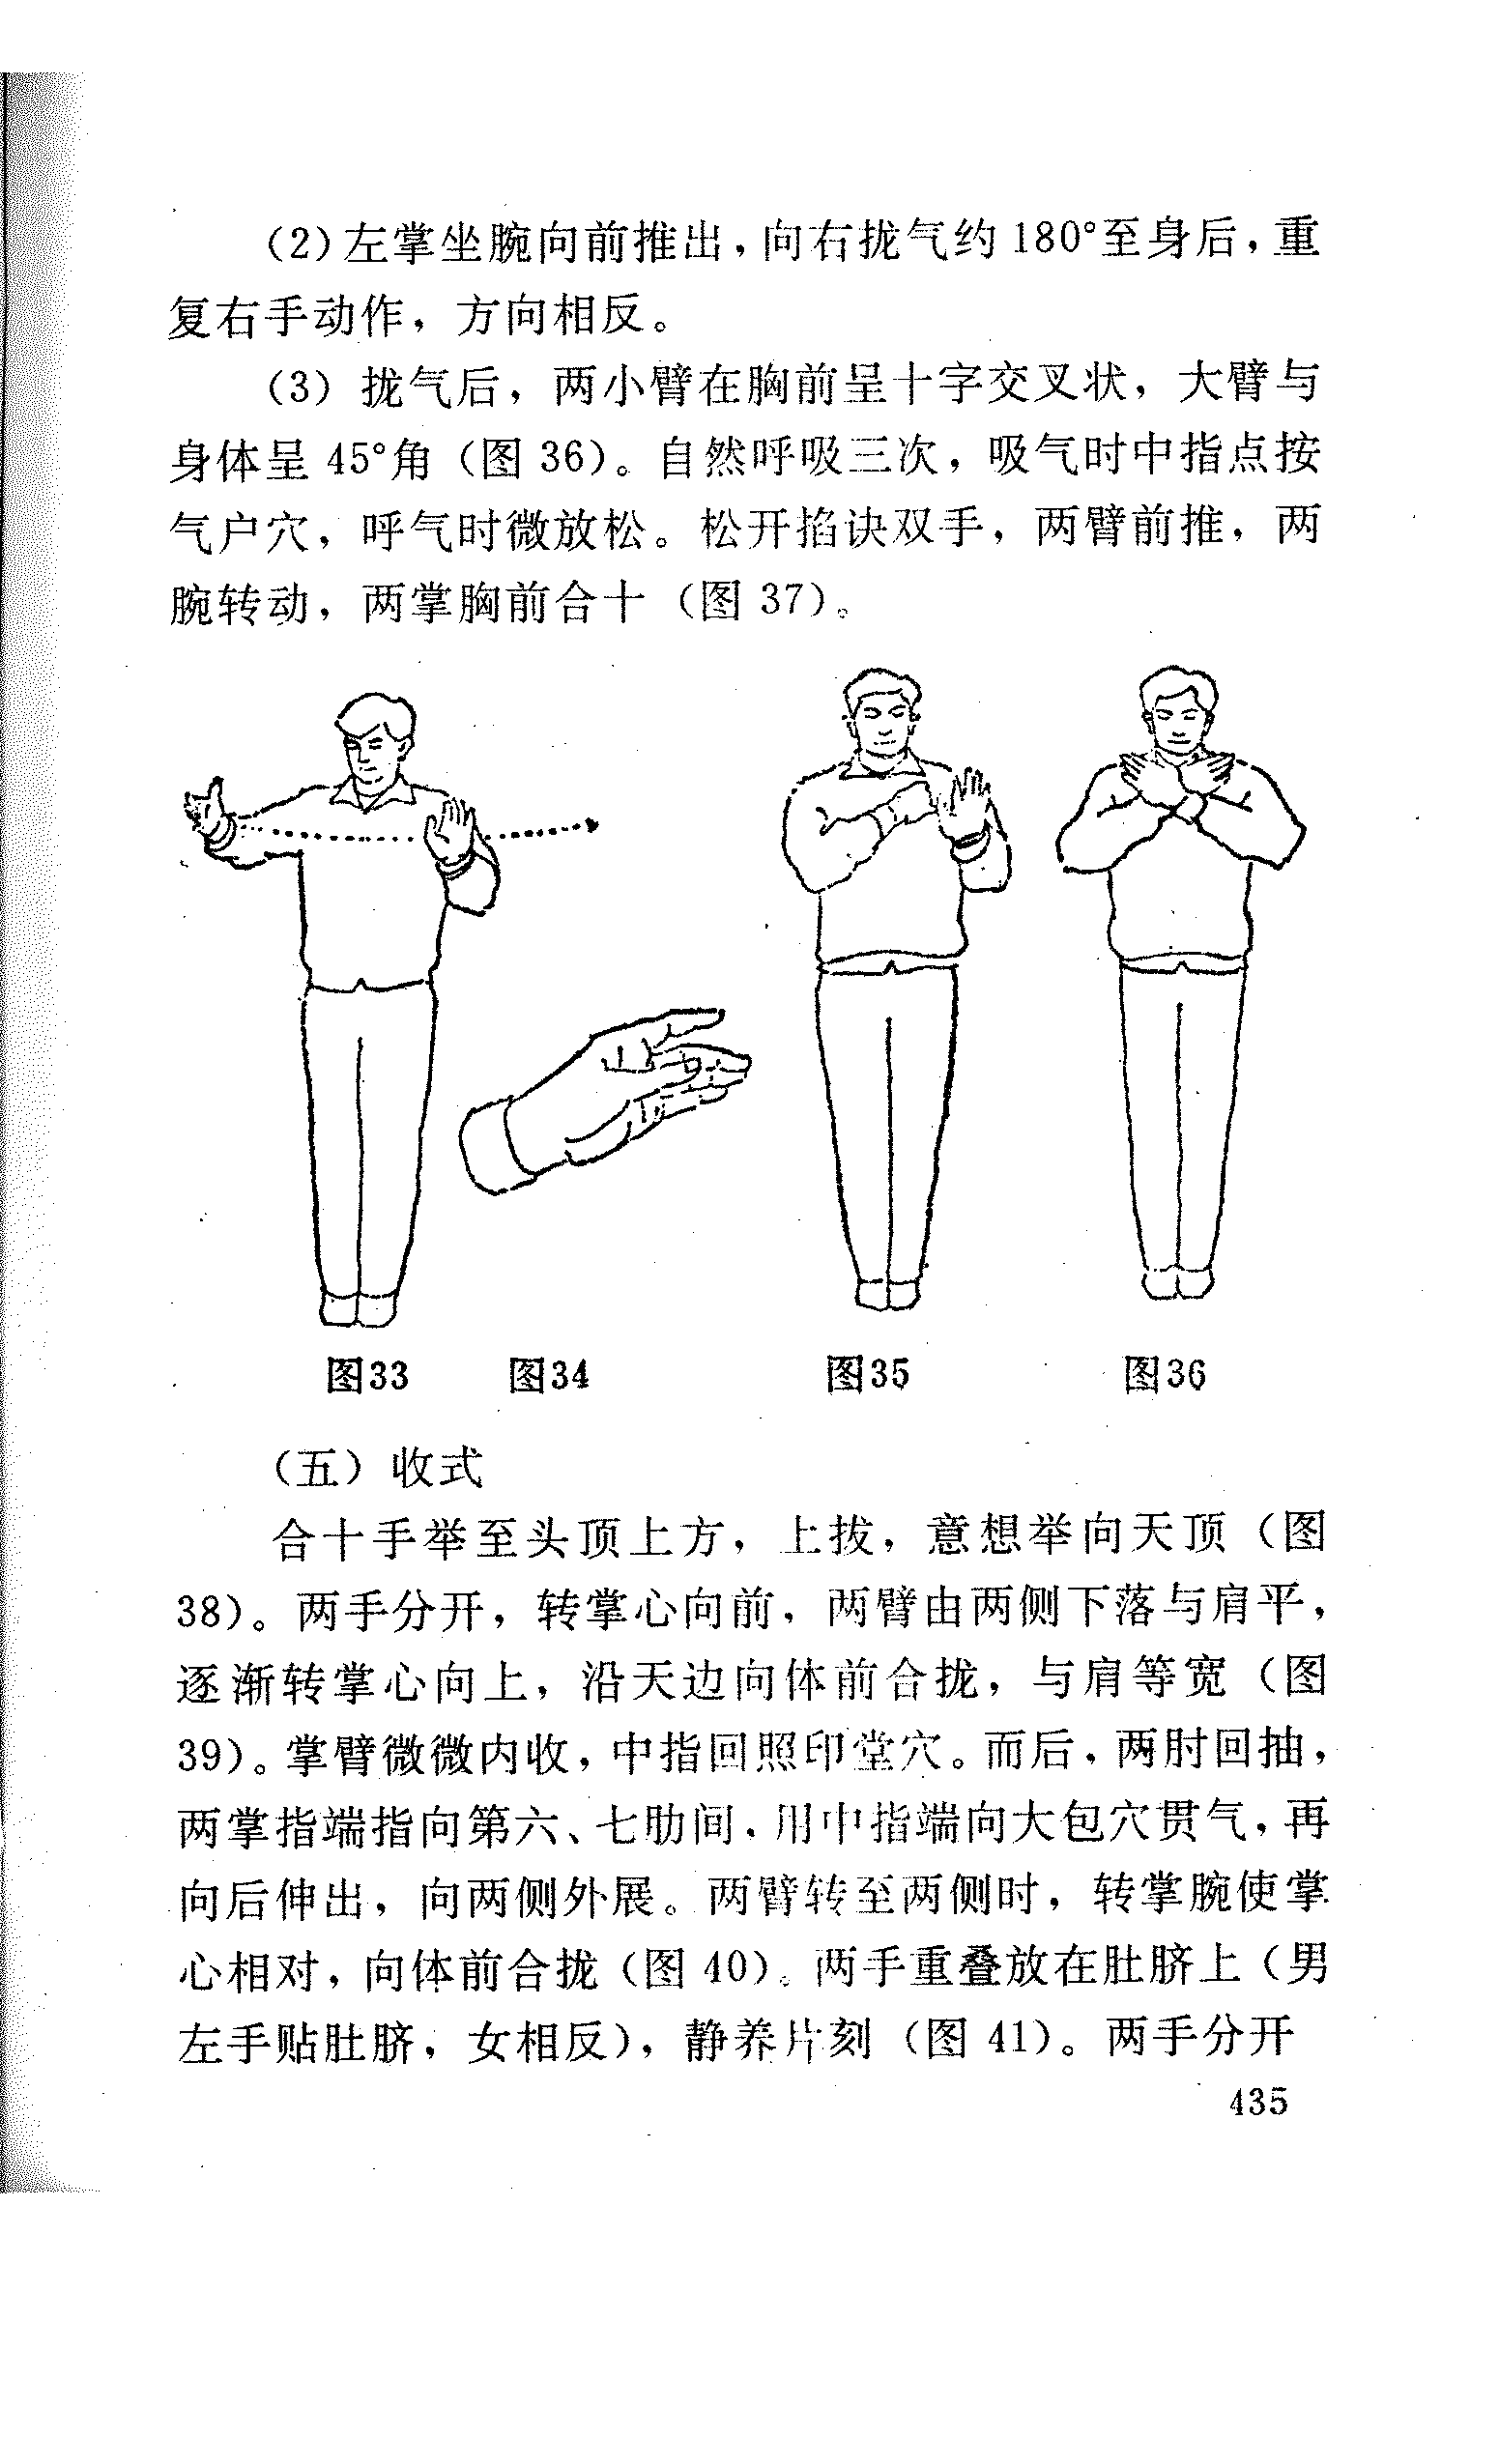 （2）左掌坐腕向前推出，向右拢气约180°至身后，重
复右手动作，方向相反。
（3）拢气后，两小臂在胸前呈十字交叉状，大臂与
身体呈45°角（图36）。自然呼吸三次，吸气时中指点按
气户穴，呼气时微放松。松开掐诀双手，两臂前推，两
腕转动，两掌胸前合十（图37）。
图33 图34 图35 图36
（五）收式
合十手举至头顶上方，上拔，意想举向天顶（图
38）。两手分开，转掌心向前，两臂由两侧下落与肩平，
逐渐转掌心向上，沿天边向体前合拢，与肩等宽（图
39）。掌臂微微内收，中指回照印堂穴。而后，两肘回抽，
两掌指端指向第六、七肋间，用中指端向大包穴贯气，再
向后伸出，向两侧外展。两臂转至两侧时，转掌腕使掌
心相对，向体前合拢（图40）。两手重叠放在肚脐上（男
左手贴肚脐，女相反），静养片刻（图41）。两手分开
435